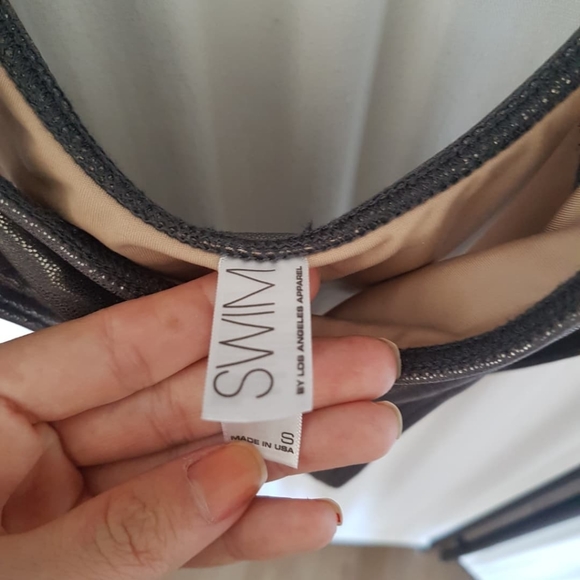 SWIM
BY LOS ANGELES APPAREL
S
MADE IN USA